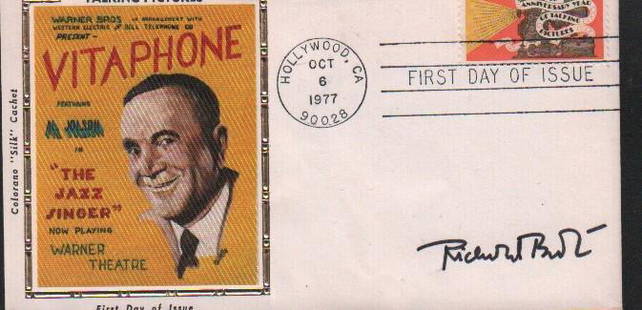 TALKING PICTURES
WARNER BROS. IN ARRANGEMENT WITH
WESTERN ELECTRIC & BELL TELEPHONE CO
PRESENT-
VITAPHONE
FEATURING
AL JOLSON
IN
"THE
JAZZ
SINGER"
NOW PLAYING
WARNER
THEATRE
Colorano "Silk" Cachet
First Day of Issue
HOLLYWOOD, CA
OCT
6
1977
90028
ANNIVERSARY YEAR
OF TALKING
PICTURES
FIRST DAY OF ISSUE